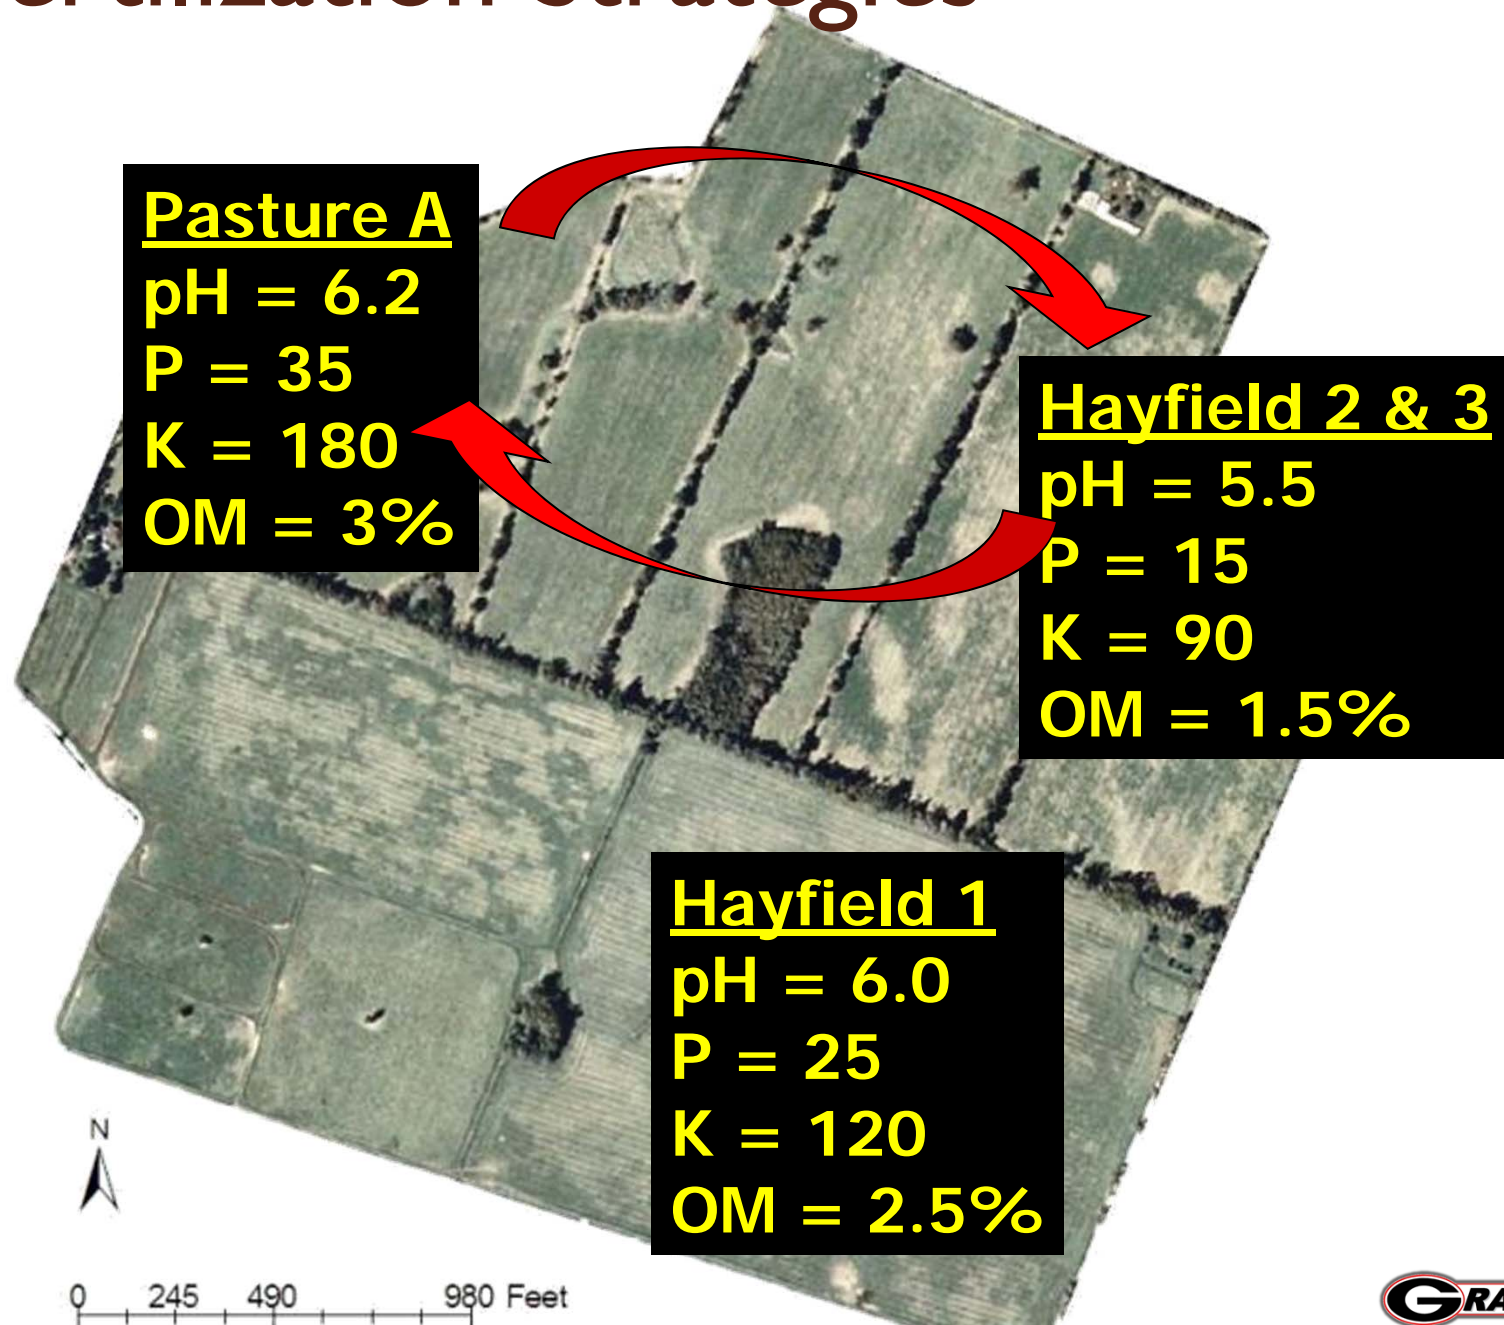 Pasture A
pH = 6.2
P = 35
K = 180
OM = 3%
Hayfield 2 & 3
pH = 5.5
P = 15
K = 90
OM = 1.5%
Hayfield 1
pH = 6.0
P = 25
K = 120
OM = 2.5%
N
0 245 490 980 Feet